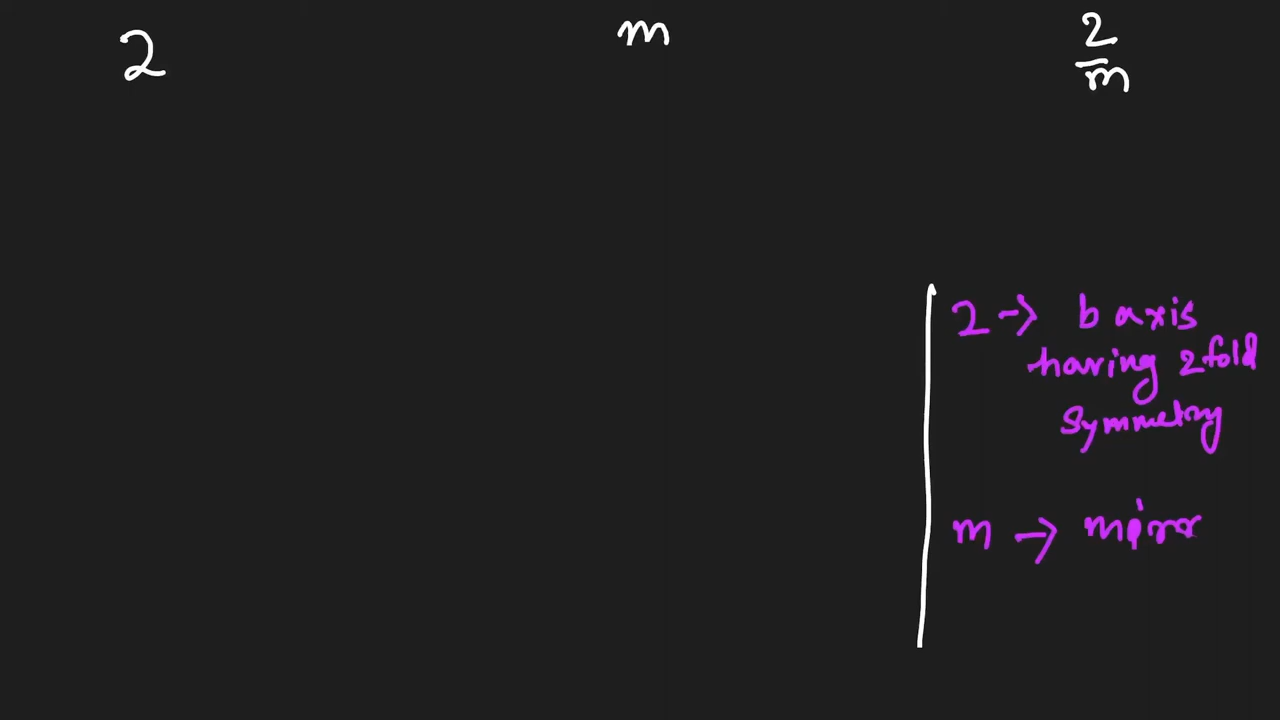 2 m 2/m
2 → b axis
having 2 fold
symmetry
m → mirror